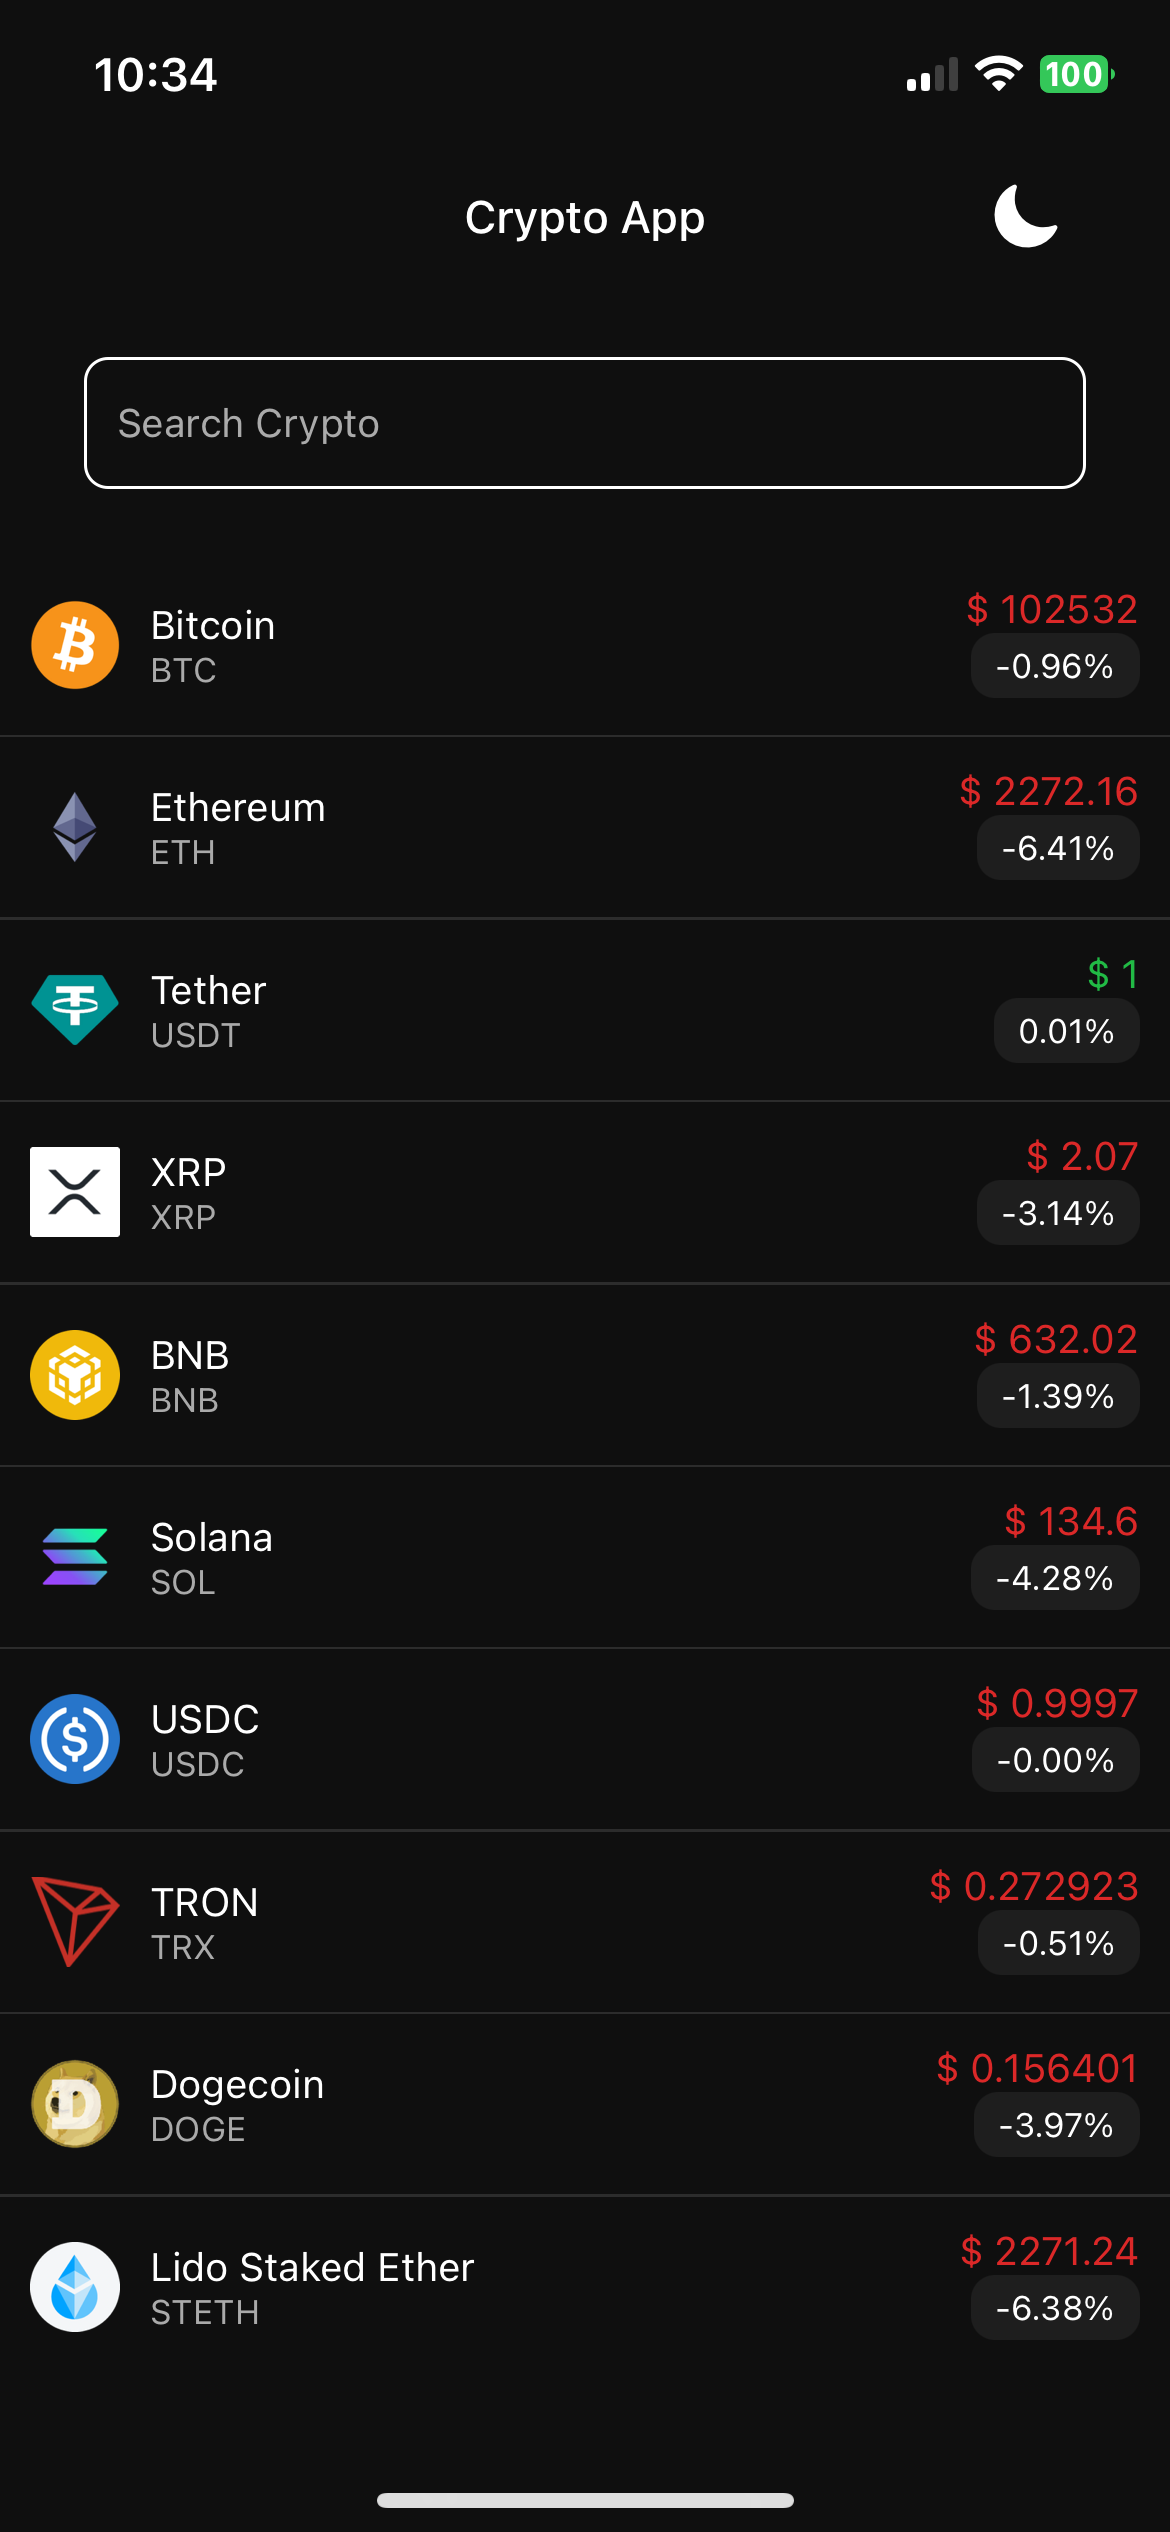 10:34
100
Crypto App
Search Crypto
Bitcoin
BTC
$ 102532
-0.96%
Ethereum
ETH
$ 2272.16
-6.41%
Tether
USDT
$ 1
0.01%
XRP
XRP
$ 2.07
-3.14%
BNB
BNB
$ 632.02
-1.39%
Solana
SOL
$ 134.6
-4.28%
USDC
USDC
$ 0.9997
-0.00%
TRON
TRX
$ 0.272923
-0.51%
Dogecoin
DOGE
$ 0.156401
-3.97%
Lido Staked Ether
STETH
$ 2271.24
-6.38%